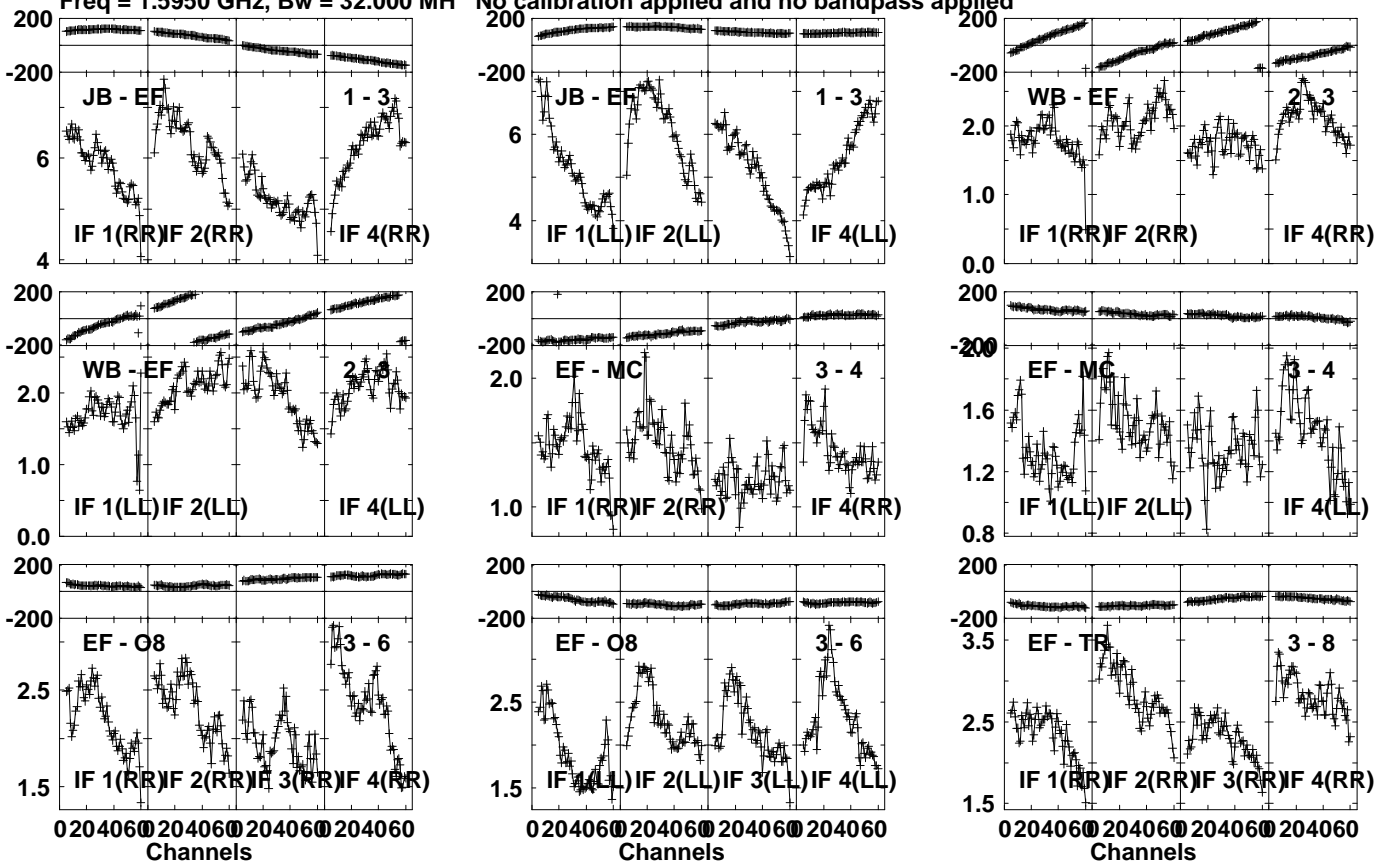 Freq = 1.5950 GHz, Bw = 32.000 MH No calibration applied and no bandpass applied
200
-200
JB - EF 1 - 3
6
4
IF 1(RR) IF 2(RR) IF 4(RR)
JB - EF 1 - 3
6
4
IF 1(LL) IF 2(LL) IF 4(LL)
200
-200
WB - EF 2 - 3
2.0
1.0
0.0
IF 1(RR) IF 2(RR) IF 4(RR)
200
-200
WB - EF 2 - 3
2.0
1.0
0.0
IF 1(LL) IF 2(LL) IF 4(LL)
200
-200
EF - MC 3 - 4
2.0
1.0
IF 1(RR) IF 2(RR) IF 4(RR)
200
-200
2.0
EF - MC 3 - 4
1.6
1.2
0.8
IF 1(LL) IF 2(LL) IF 4(LL)
200
-200
EF - O8 3 - 6
2.5
1.5
IF 1(RR) IF 2(RR) IF 3(RR) IF 4(RR)
0 20 40 60 0 20 40 60 0 20 40 60 0 20 40 60
Channels
200
-200
EF - O8 3 - 6
2.5
1.5
IF 1(LL) IF 2(LL) IF 3(LL) IF 4(LL)
0 20 40 60 0 20 40 60 0 20 40 60 0 20 40 60
Channels
200
-200
3.5
EF - TR 3 - 8
2.5
1.5
IF 1(RR) IF 2(RR) IF 3(RR) IF 4(RR)
0 20 40 60 0 20 40 60 0 20 40 60 0 20 40 60
Channels